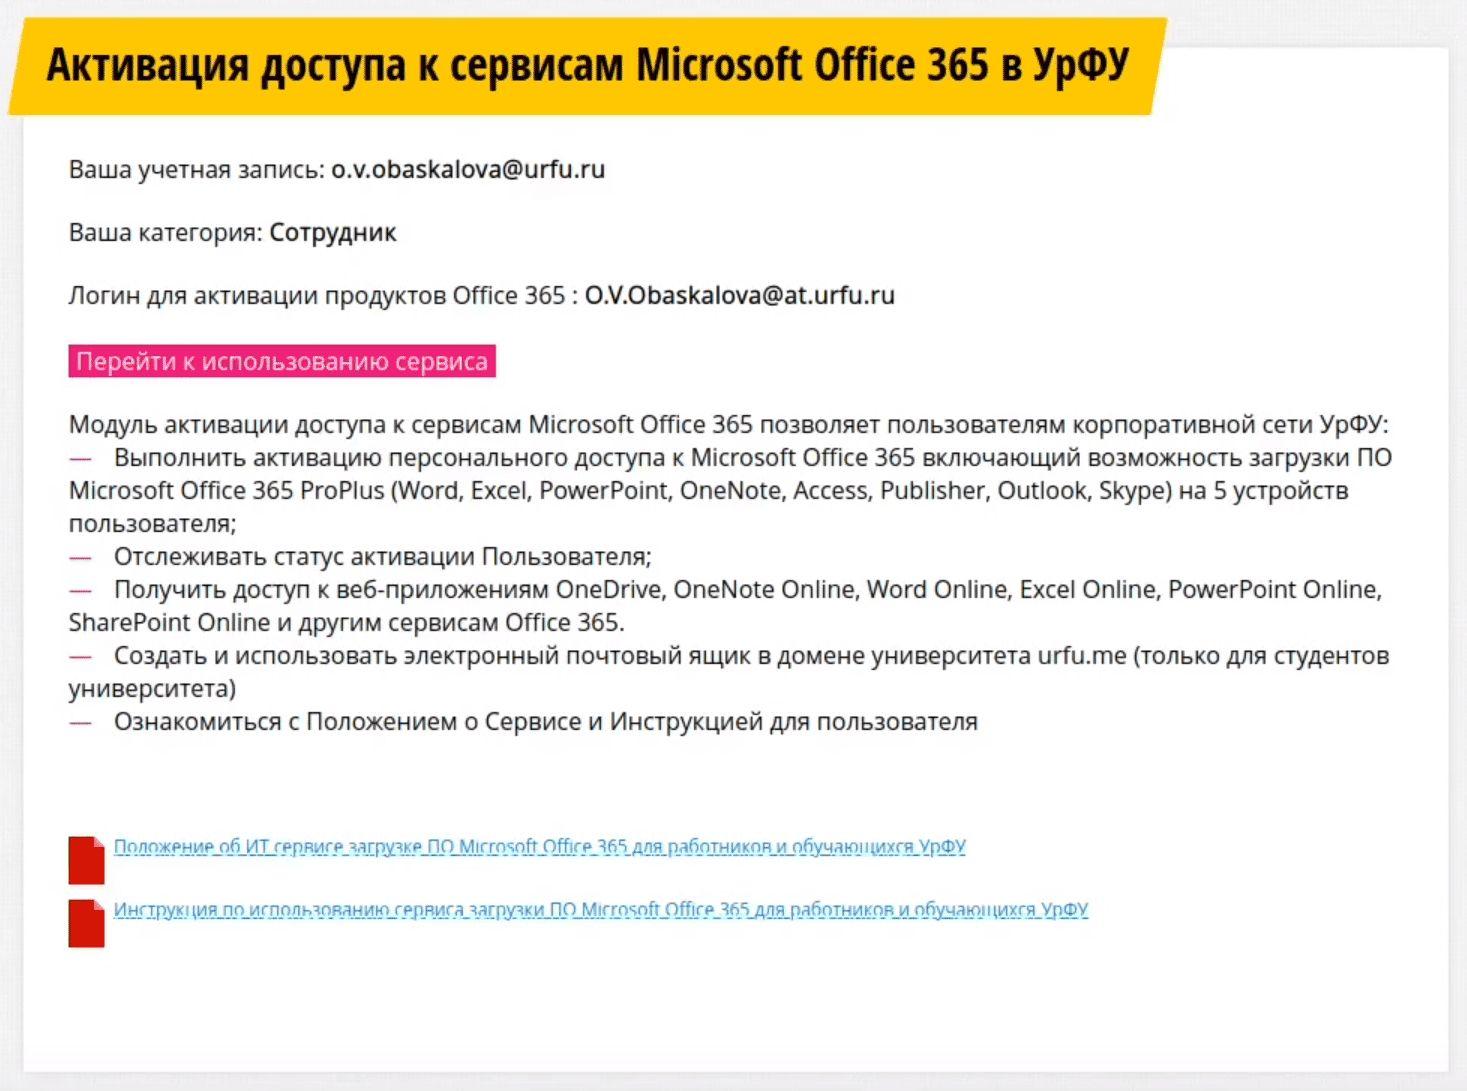 Активация доступа к сервисам Microsoft Office 365 в УрФУ
Ваша учетная запись: o.v.obaskalova@urfu.ru
Ваша категория: Сотрудник
Логин для активации продуктов Office 365 : O.V.Obaskalova@at.urfu.ru
Перейти к использованию сервиса
Модуль активации доступа к сервисам Microsoft Office 365 позволяет пользователям корпоративной сети УрФУ:
— Выполнить активацию персонального доступа к Microsoft Office 365 включающий возможность загрузки ПО
Microsoft Office 365 ProPlus (Word, Excel, PowerPoint, OneNote, Access, Publisher, Outlook, Skype) на 5 устройств
пользователя;
— Отслеживать статус активации Пользователя;
— Получить доступ к веб-приложениям OneDrive, OneNote Online, Word Online, Excel Online, PowerPoint Online,
SharePoint Online и другим сервисам Office 365.
— Создать и использовать электронный почтовый ящик в домене университета urfu.me (только для студентов
университета)
— Ознакомиться с Положением о Сервисе и Инструкцией для пользователя
Положение об ИТ сервисе загрузке ПО Microsoft Office 365 для работников и обучающихся УрФУ
Инструкция по использованию сервиса загрузки ПО Microsoft Office 365 для работников и обучающихся УрФУ